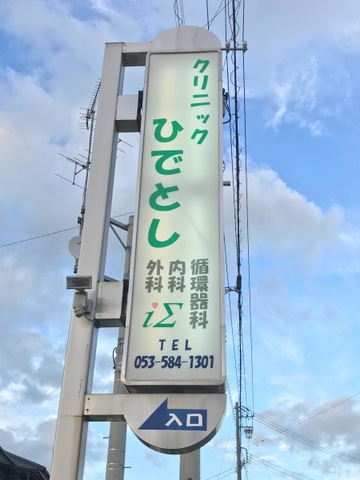 クリニック
ひでとし
循環器科
内科
外科
iΣ
TEL
053-584-1301
入口